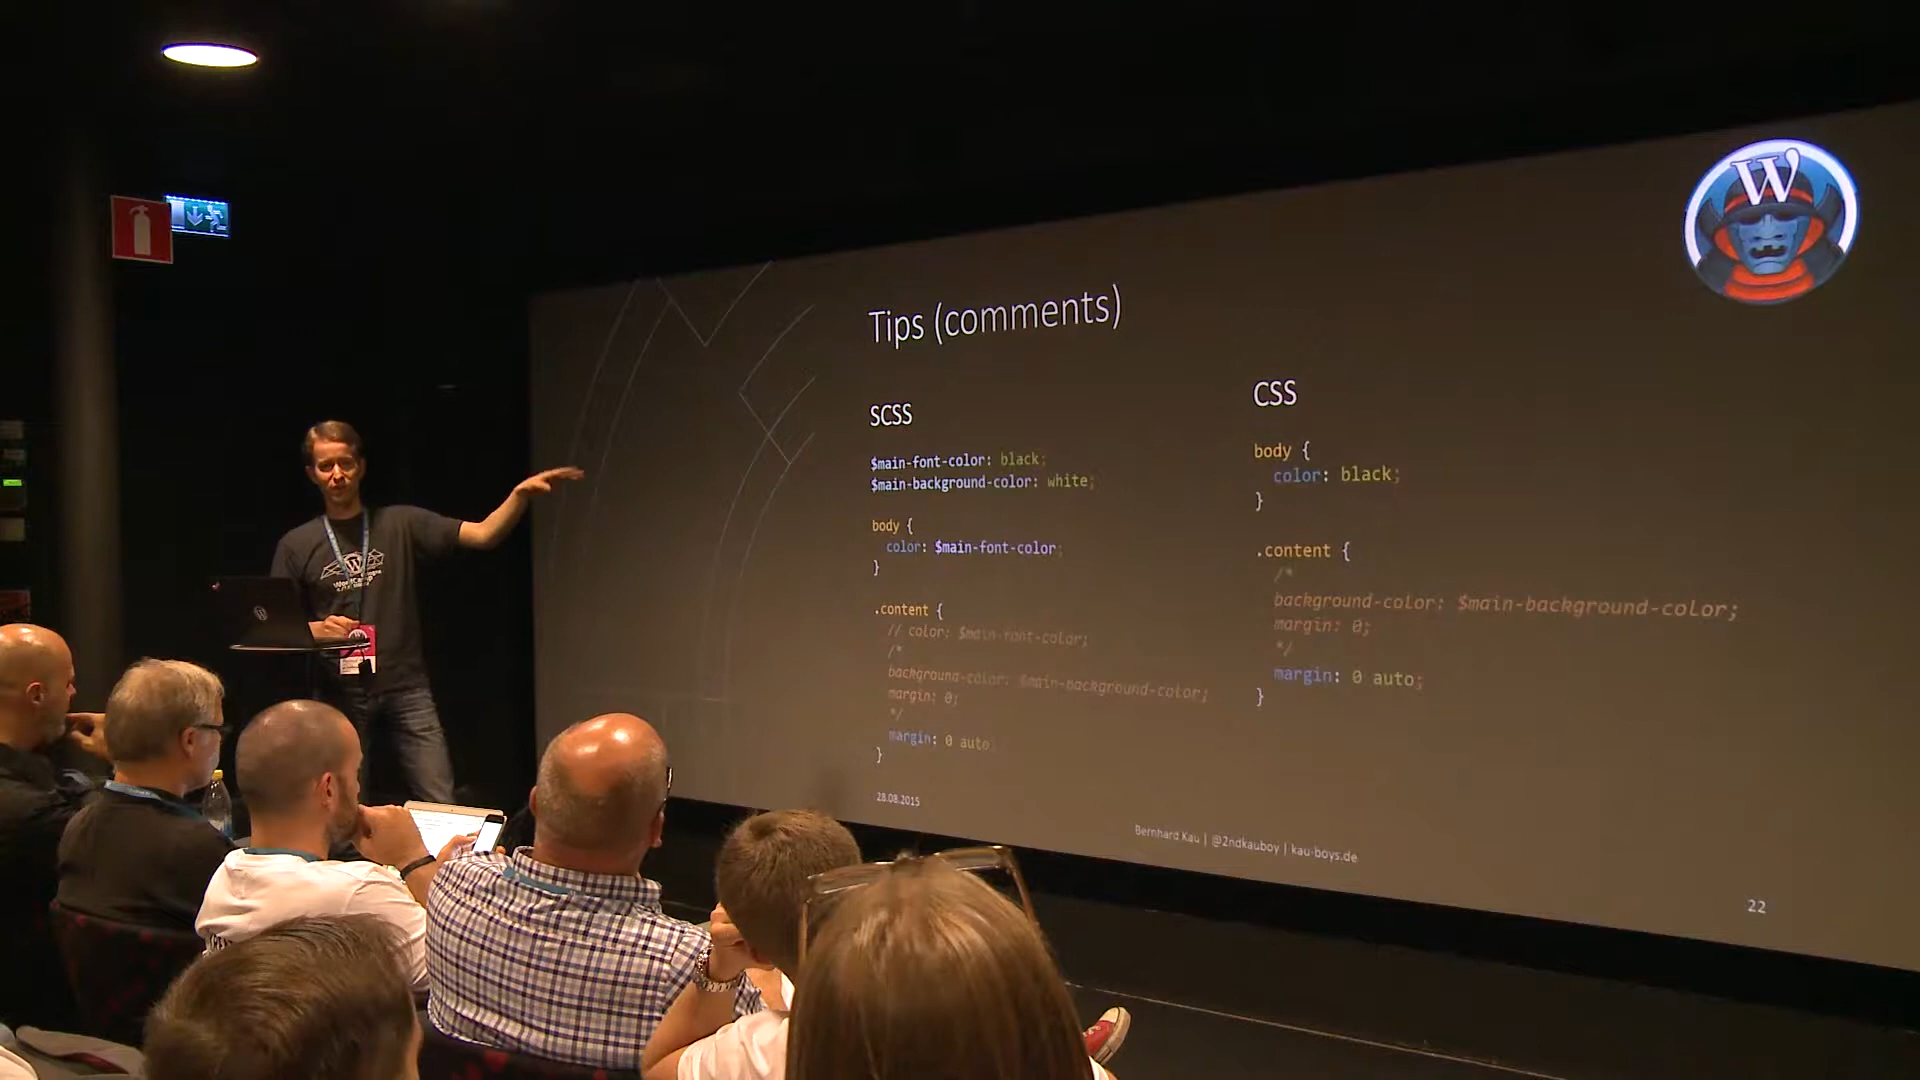 Tips (comments)
SCSS
$main-font-color: black;
$main-background-color: white;
body {
color: $main-font-color;
}
.content {
// color: $main-font-color;
/*
background-color: $main-background-color;
margin: 0;
*/
margin: 0 auto;
}
CSS
body {
color: black;
}
.content {
/*
background-color: $main-background-color;
margin: 0;
*/
margin: 0 auto;
}
28.08.2015
Bernhard Kau | @2ndkauboy | kau-boys.de
22
W